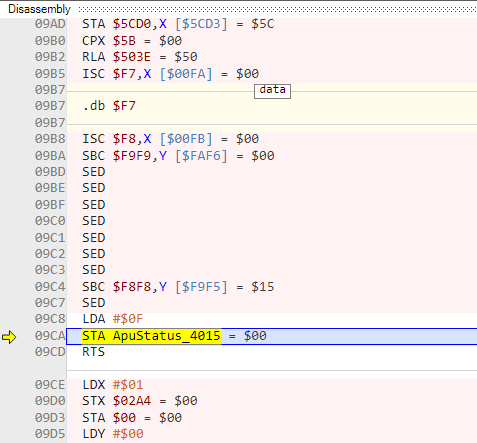 Disassembly
09AD STA $5CD0,X [$5CD3] = $5C
09B0 CPX $5B = $00
09B2 RLA $503E = $50
09B5 ISC $F7,X [$00FA] = $00
09B7 data
09B7 .db $F7
09B7
09B8 ISC $F8,X [$00FB] = $00
09BA SBC $F9F9,Y [$FAF6] = $00
09BD SED
09BE SED
09BF SED
09C0 SED
09C1 SED
09C2 SED
09C3 SED
09C4 SBC $F8F8,Y [$F9F5] = $15
09C7 SED
09C8 LDA #$0F
09CA STA ApuStatus_4015 = $00
09CD RTS
09CE LDX #$01
09D0 STX $02A4 = $00
09D3 STA $00 = $00
09D5 LDY #$00